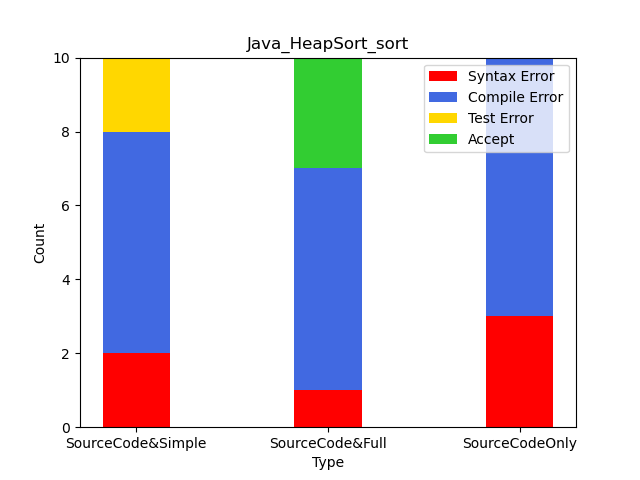 Java_HeapSort_sort
10
8
6
4
2
0
Count
Syntax Error
Compile Error
Test Error
Accept
SourceCode&Simple
SourceCode&Full
SourceCodeOnly
Type